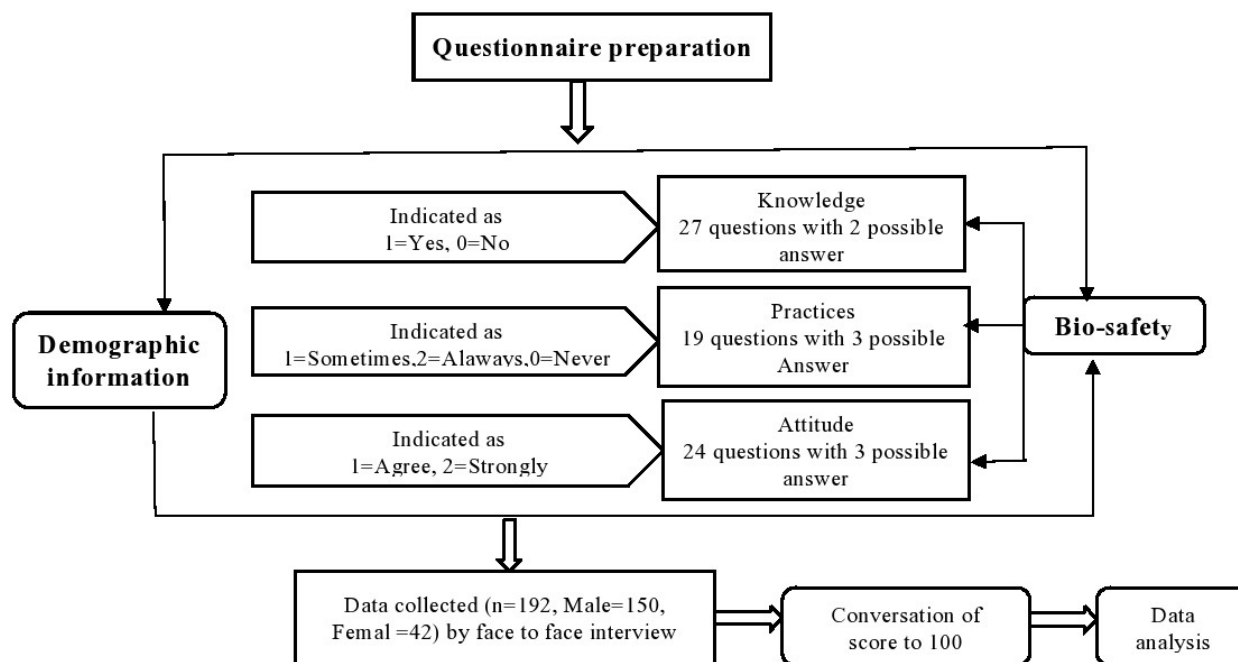 Questionnaire preparation
Indicated as
1=Yes, 0=No
Knowledge
27 questions with 2 possible
answer
Demographic
information
Indicated as
1=Sometimes,2=Alaways,0=Never
Practices
19 questions with 3 possible
Answer
Bio-safety
Indicated as
1=Agree, 2=Strongly
Attitude
24 questions with 3 possible
answer
Data collected (n=192, Male=150,
Femal =42) by face to face interview
Conversation of
score to 100
Data
analysis